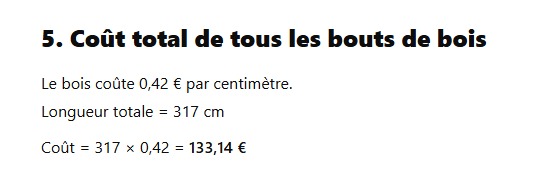 5. Coût total de tous les bouts de bois
Le bois coûte 0,42 € par centimètre.
Longueur totale = 317 cm
Coût = 317 × 0,42 = 133,14 €